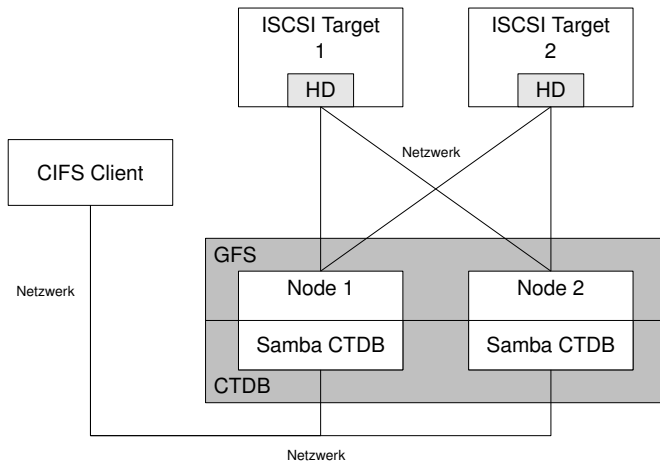 ISCSI Target
1
HD
ISCSI Target
2
HD
Netzwerk
CIFS Client
GFS
Node 1
Node 2
Netzwerk
Samba CTDB
Samba CTDB
CTDB
Netzwerk